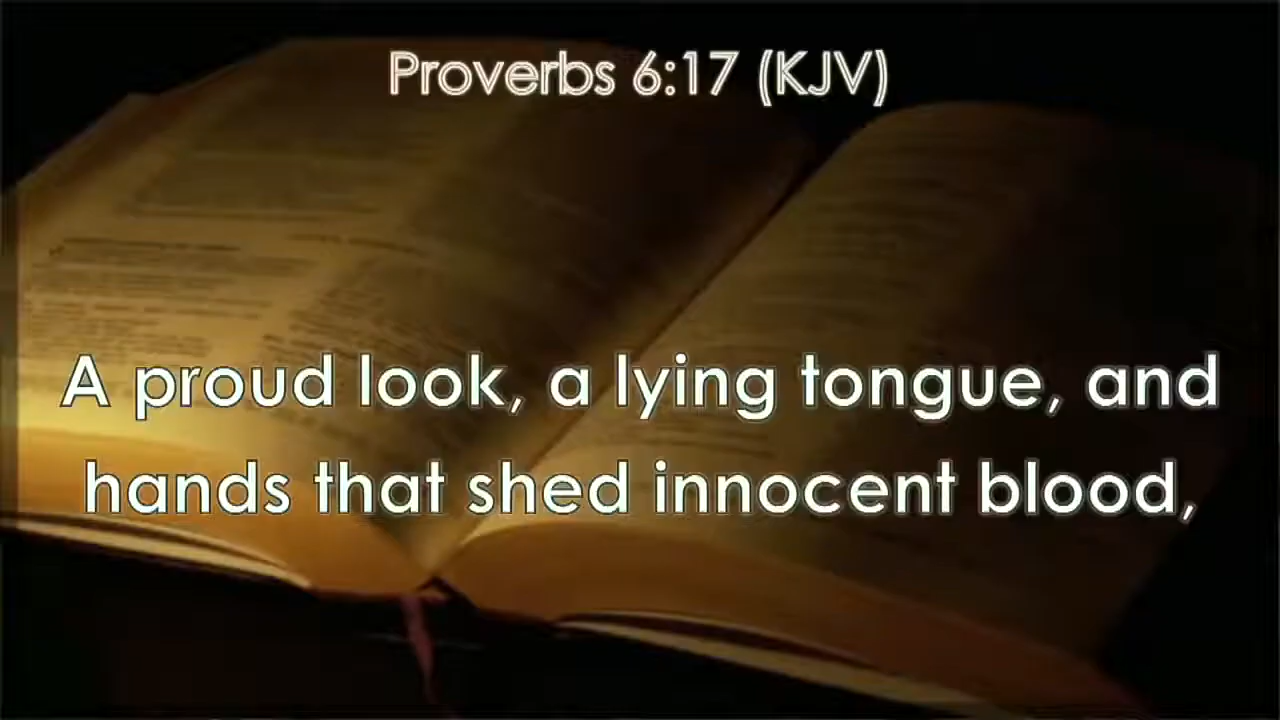 Proverbs 6:17 (KJV)
A proud look, a lying tongue, and
hands that shed innocent blood,